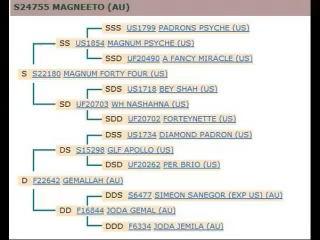 S24755 MAGNEETO (AU)
SSS US1799 PADRONS PSYCHE (US)
SS US1854 MAGNUM PSYCHE (US)
SSD UF20490 A FANCY MIRACLE (US)
S S22180 MAGNUM FORTY FOUR (US)
SDS US1718 BEY SHAH (US)
SD UF20703 WH NASHAHNA (US)
SDD UF20702 FORTEYNETTE (US)
DSS US1734 DIAMOND PADRON (US)
DS S15298 GLF APOLLO (US)
DSD UF20262 PER BRIO (US)
D F22642 GEMALLAH (AU)
DDS S6477 SIMEON SANEGOR (EXP US) (AU)
DD F16844 JODA GEMAL (AU)
DDD F6334 JODA JEMILA (AU)